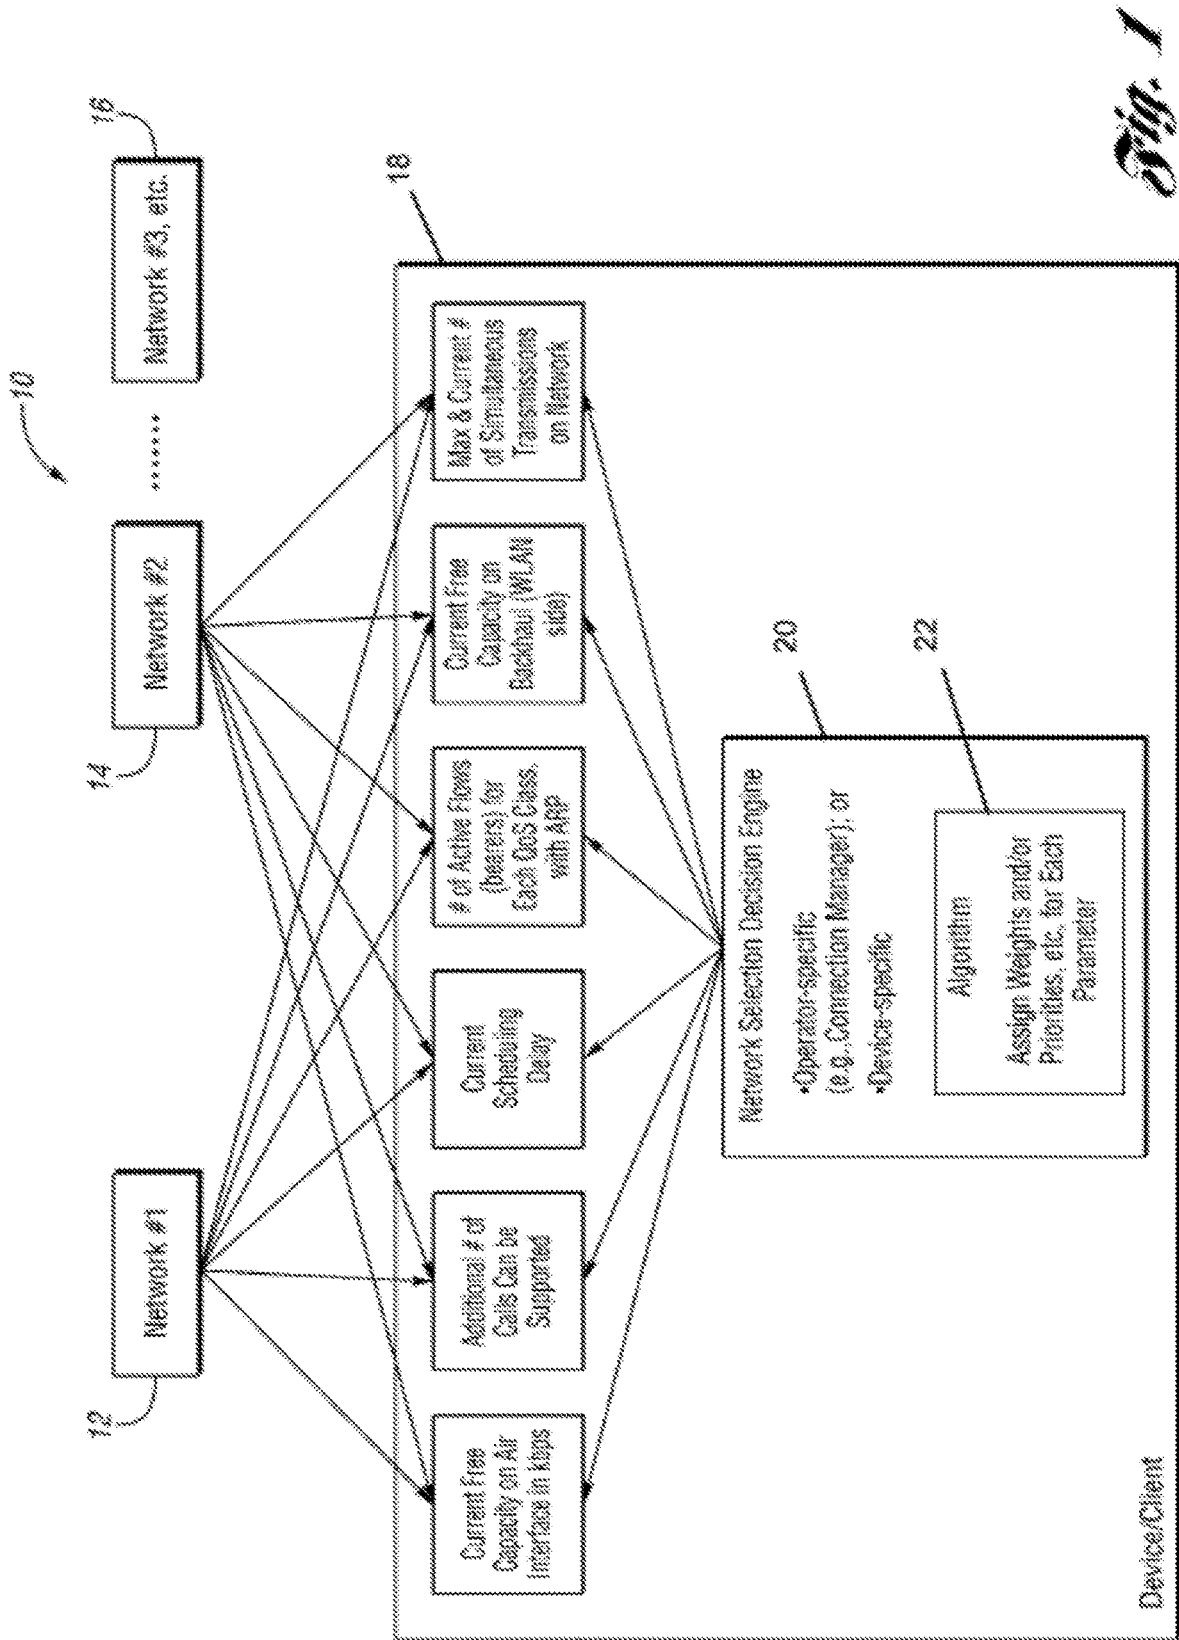 10
12
Network #1
14
Network #2
.......
Network #3, etc.
16
18
Current Free
Capacity on Air
Interface in kbps
Additional # of
Calls Can be
Supported
Current
Scheduling
Delay
# of Active Flows
(bearers) for
Each QoS Class,
with ARP
Current Free
Capacity on
Backhaul (WLAN
side)
Max & Current #
of Simultaneous
Transmissions
on Network
Network Selection Decision Engine
20
•Operator-specific
(e.g., Connection Manager); or
•Device-specific
22
Algorithm
Assign Weights and/or
Priorities, etc. for Each
Parameter
Device/Client
Fig. 1